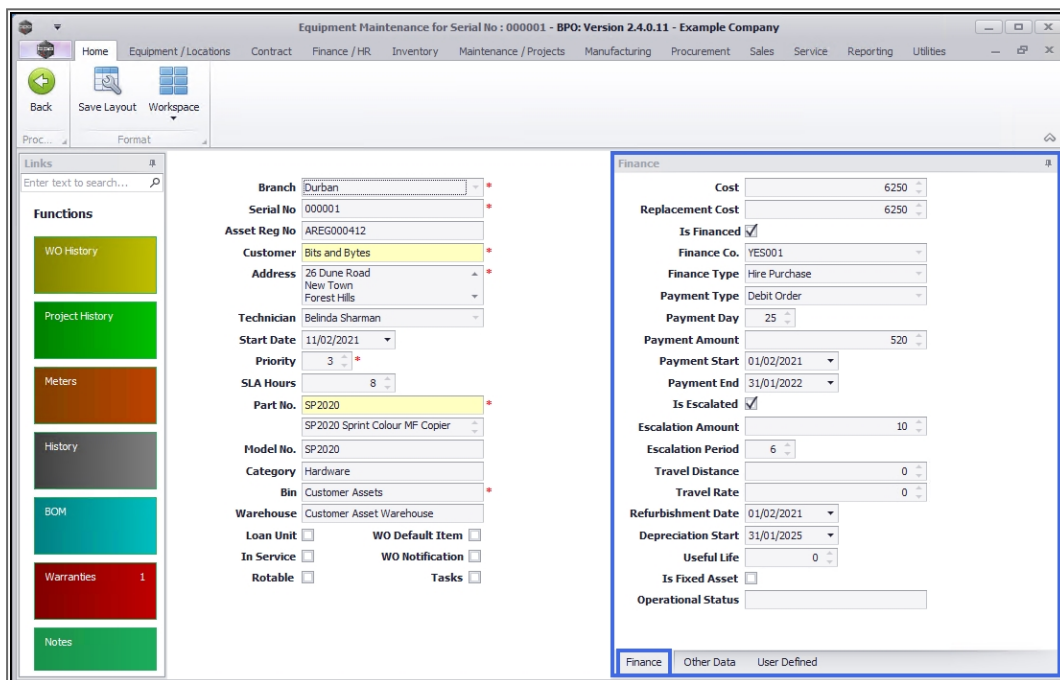 Equipment Maintenance for Serial No : 000001 - BPO: Version 2.4.0.11 - Example Company
Home Equipment / Locations Contract Finance / HR Inventory Maintenance / Projects Manufacturing Procurement Sales Service Reporting Utilities
Back Save Layout Workspace
Proc... Format
Links
Enter text to search...
Functions
WO History
Project History
Meters
History
BOM
Warranties 1
Notes
Branch Durban *
Serial No 000001 *
Asset Reg No AREG000412
Customer Bits and Bytes *
Address 26 Dune Road *
New Town
Forest Hills
Technician Belinda Sharman
Start Date 11/02/2021
Priority 3 *
SLA Hours 8
Part No. SP2020 *
SP2020 Sprint Colour MF Copier
Model No. SP2020
Category Hardware
Bin Customer Assets *
Warehouse Customer Asset Warehouse
Loan Unit WO Default Item
In Service WO Notification
Rotable Tasks
Finance
Cost 6250
Replacement Cost 6250
Is Financed
Finance Co. YES001
Finance Type Hire Purchase
Payment Type Debit Order
Payment Day 25
Payment Amount 520
Payment Start 01/02/2021
Payment End 31/01/2022
Is Escalated
Escalation Amount 10
Escalation Period 6
Travel Distance 0
Travel Rate 0
Refurbishment Date 01/02/2021
Depreciation Start 31/01/2025
Useful Life 0
Is Fixed Asset
Operational Status
Finance Other Data User Defined